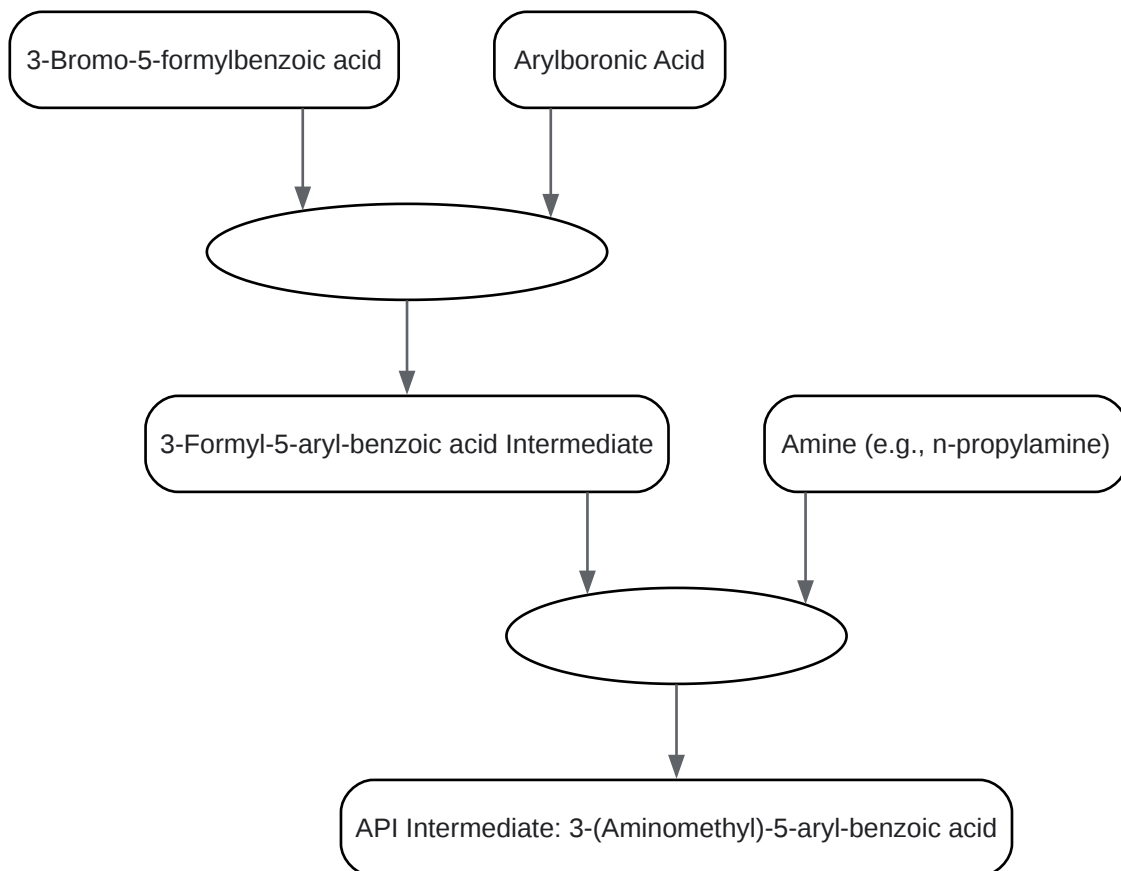 3-Bromo-5-formylbenzoic acid
Arylboronic Acid
3-Formyl-5-aryl-benzoic acid Intermediate
Amine (e.g., n-propylamine)
API Intermediate: 3-(Aminomethyl)-5-aryl-benzoic acid